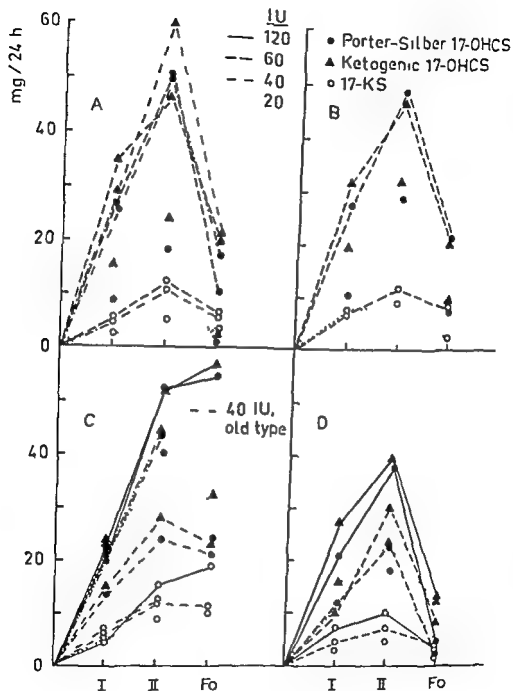 mg/24 h
60
40
20
0
A
IU
120
60
40
20
Porter-Silber 17-OHCS
Ketogenic 17-OHCS
17-KS
B
40
20
0
C
40 IU,
old type
D
I II Fo
I II Fo